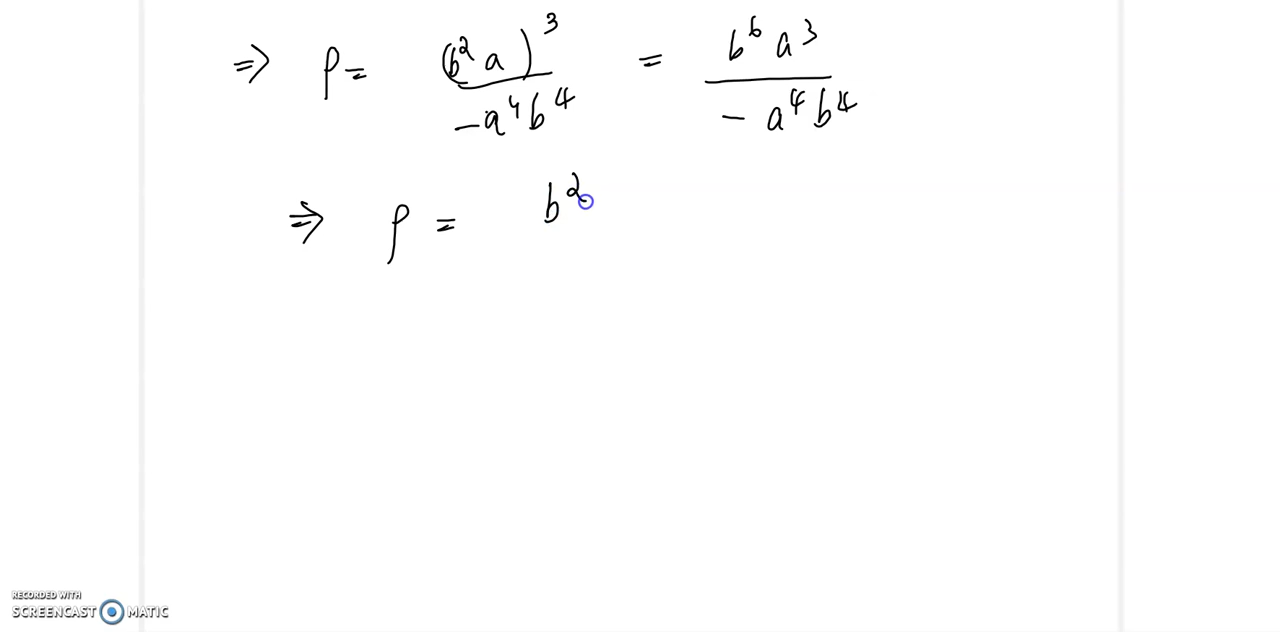 ⇒ ρ = (b²a)³ / -a⁴b⁴ = b⁶a³ / -a⁴b⁴
⇒ ρ = b²
RECORDED WITH
SCREENCAST MATIC